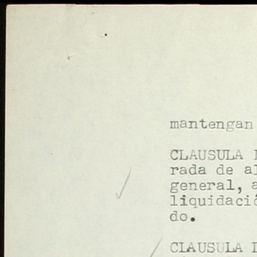 mantengan
CLAUSULA
rada de al
general, a
liquidació
do.
CLAUSULA